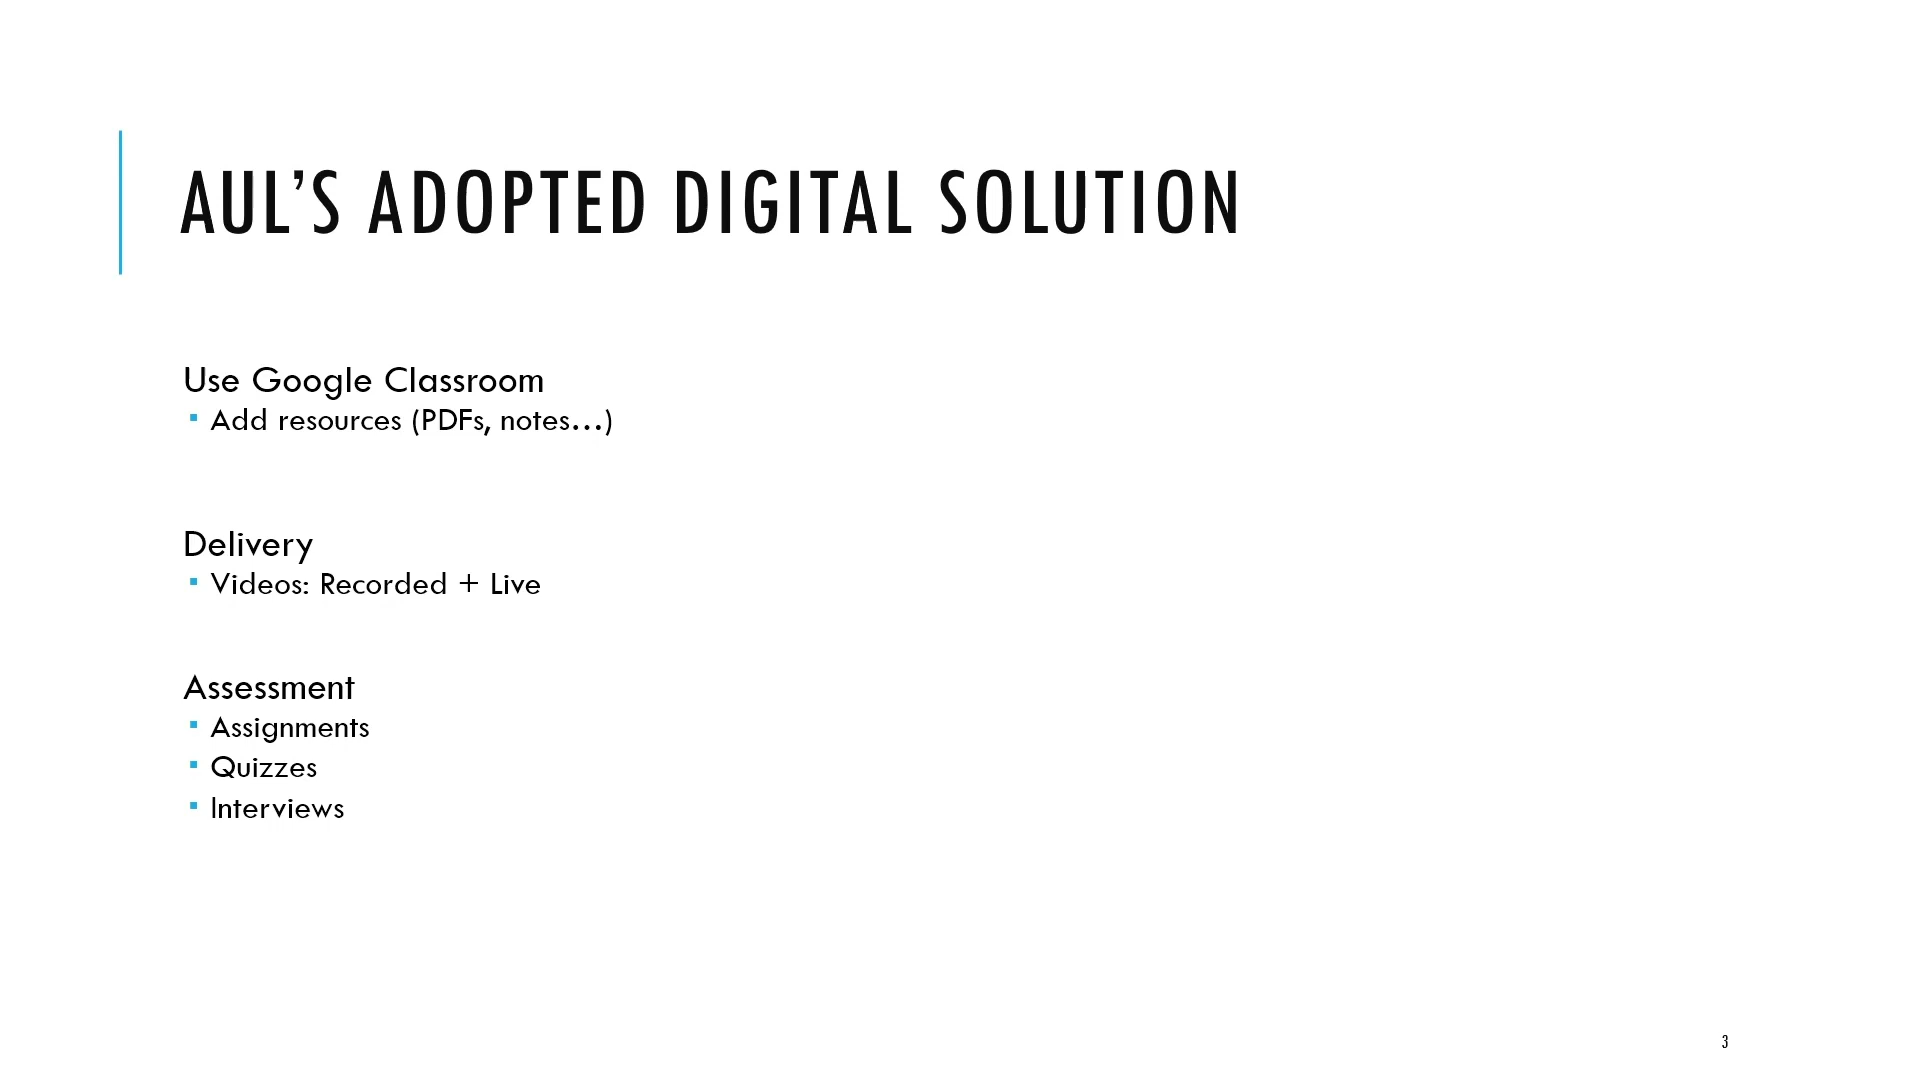 AUL’S ADOPTED DIGITAL SOLUTION
Use Google Classroom
▪ Add resources (PDFs, notes…)
Delivery
▪ Videos: Recorded + Live
Assessment
▪ Assignments
▪ Quizzes
▪ Interviews
3